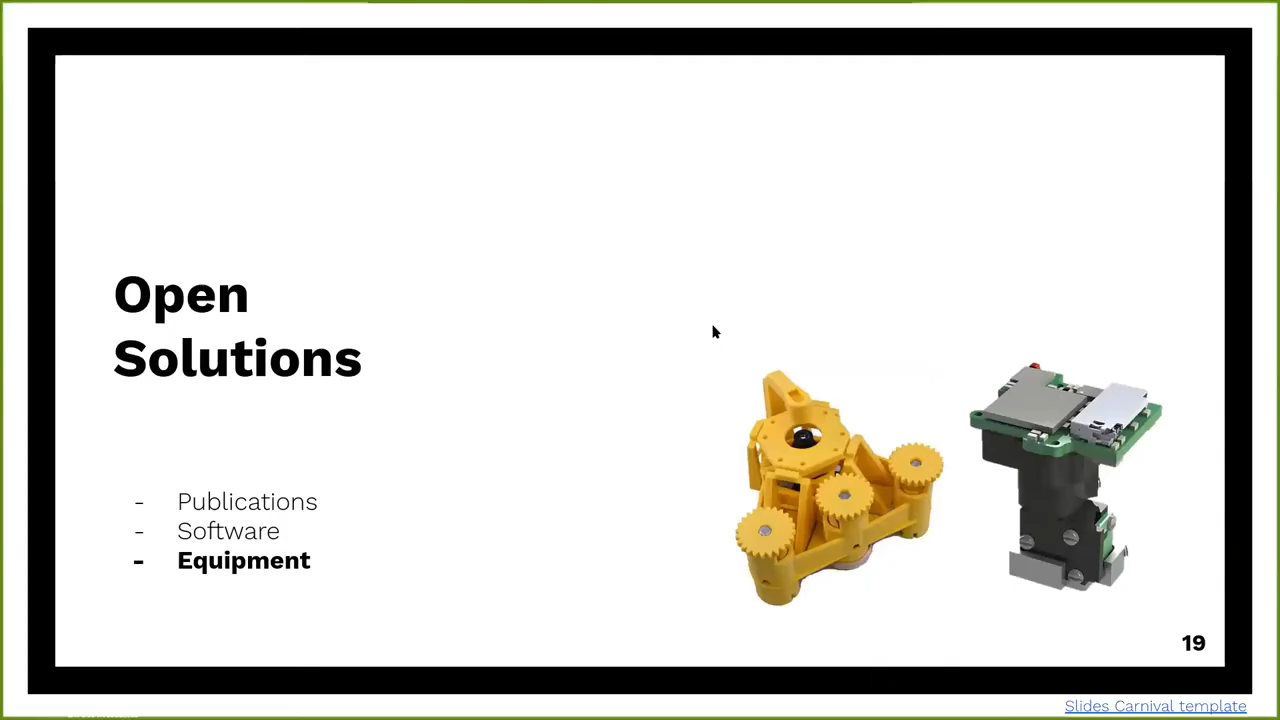 Open
Solutions
- Publications
- Software
- Equipment
19
Slides Carnival template